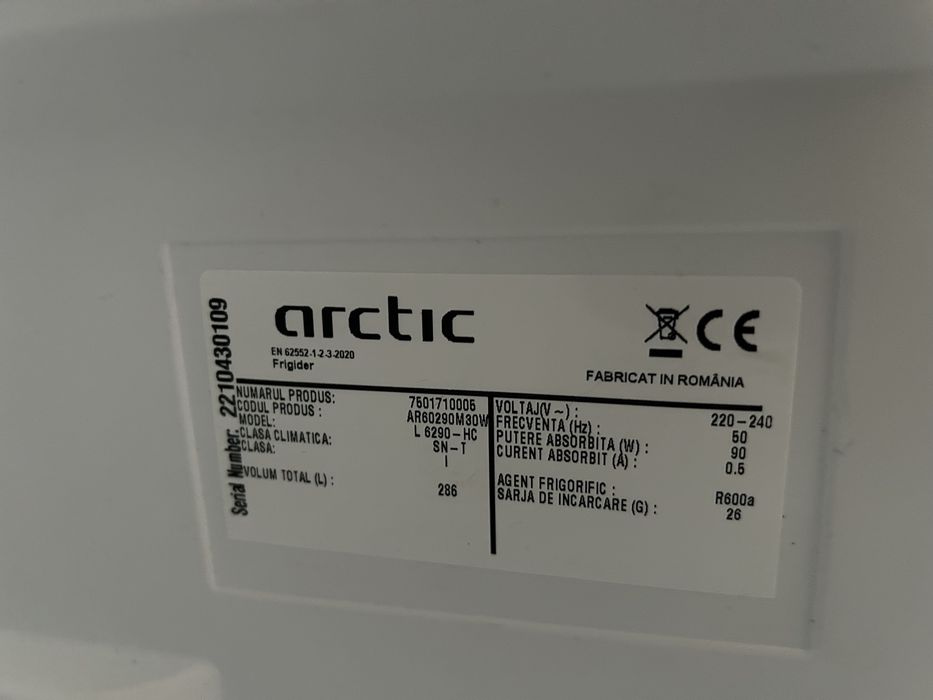 Serial Number: 2210430109
arctic
EN 62552-1-2-3-2020
Frigider
CE
FABRICAT IN ROMÂNIA
NUMARUL PRODUS: 7601710005
CODUL PRODUS : AR60290M30W
MODEL: L 6290-HC
CLASA CLIMATICA: SN-T
CLASA: I
VOLUM TOTAL (L) : 286
VOLTAJ(V ~) : 220-240
FRECVENTA (Hz) : 50
PUTERE ABSORBITA (W) : 90
CURENT ABSORBIT (A) : 0.5
AGENT FRIGORIFIC : R600a
SARJA DE INCARCARE (G) : 26